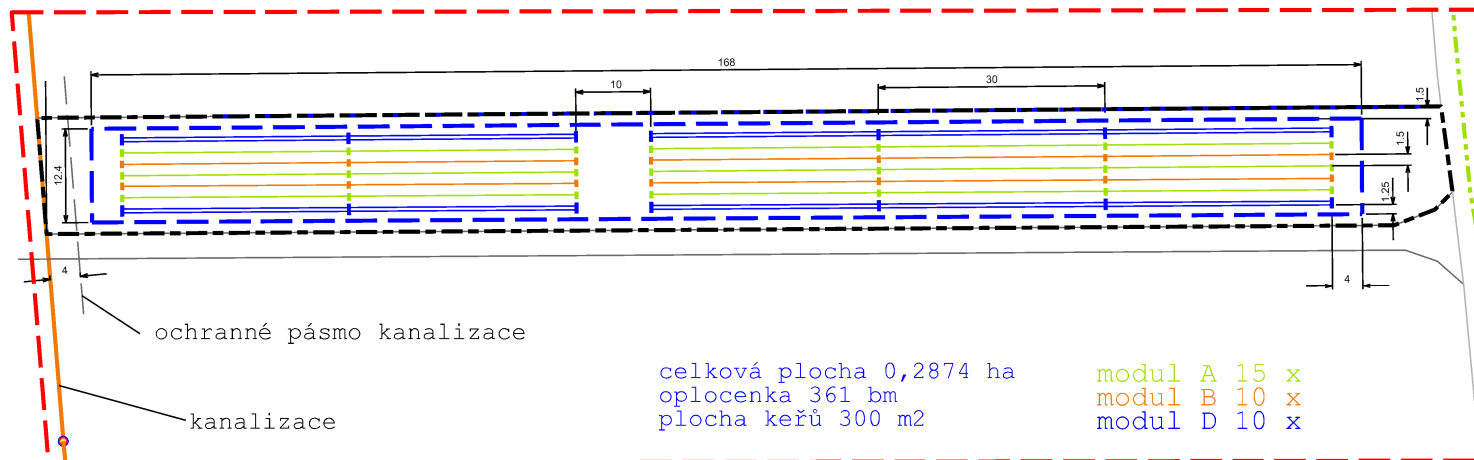 168
10
30
1.5
1.5
12.4
1.25
4
4
ochranné pásmo kanalizace
kanalizace
celková plocha 0,2874 ha
oplocenka 361 bm
plocha keřů 300 m2
modul A 15 x
modul B 10 x
modul D 10 x